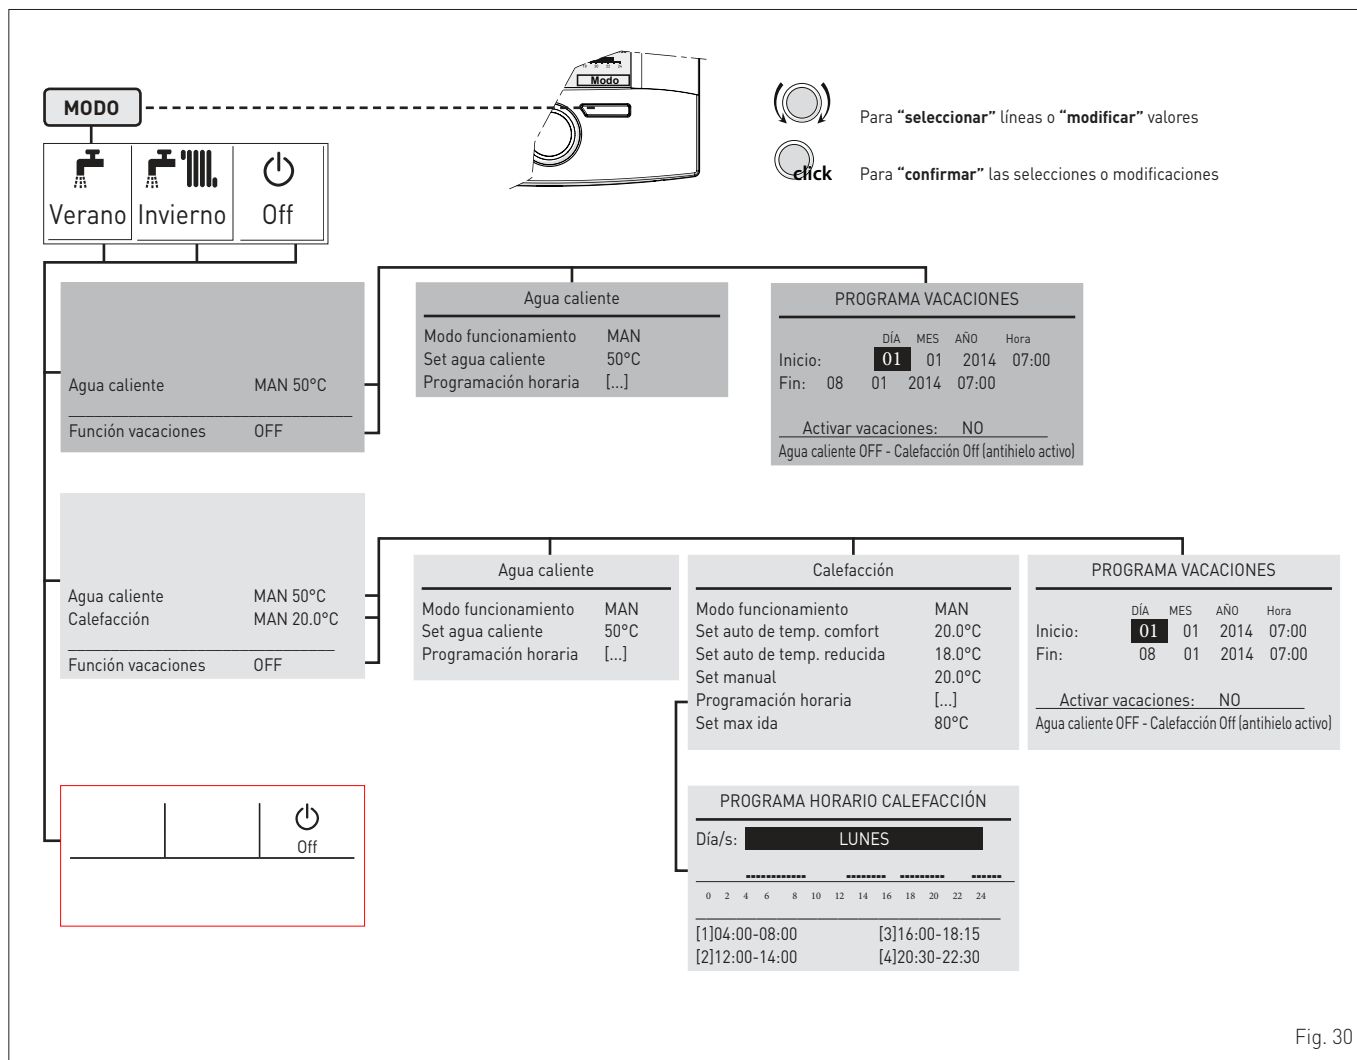 Modo
MODO
Para “seleccionar” líneas o “modificar” valores
click
Para “confirmar” las selecciones o modificaciones
Verano Invierno Off
Agua caliente MAN 50°C
Función vacaciones OFF
Agua caliente
Modo funcionamiento MAN
Set agua caliente 50°C
Programación horaria [...]
PROGRAMA VACACIONES
DÍA MES AÑO Hora
Inicio: 01 01 2014 07:00
Fin: 08 01 2014 07:00
Activar vacaciones: NO
Agua caliente OFF - Calefacción Off (antihielo activo)
Agua caliente MAN 50°C
Calefacción MAN 20.0°C
Función vacaciones OFF
Agua caliente
Modo funcionamiento MAN
Set agua caliente 50°C
Programación horaria [...]
Calefacción
Modo funcionamiento MAN
Set auto de temp. comfort 20.0°C
Set auto de temp. reducida 18.0°C
Set manual 20.0°C
Programación horaria [...]
Set max ida 80°C
PROGRAMA VACACIONES
DÍA MES AÑO Hora
Inicio: 01 01 2014 07:00
Fin: 08 01 2014 07:00
Activar vacaciones: NO
Agua caliente OFF - Calefacción Off (antihielo activo)
Off
PROGRAMA HORARIO CALEFACCIÓN
Día/s: LUNES
0 2 4 6 8 10 12 14 16 18 20 22 24
[1]04:00-08:00 [3]16:00-18:15
[2]12:00-14:00 [4]20:30-22:30
Fig. 30